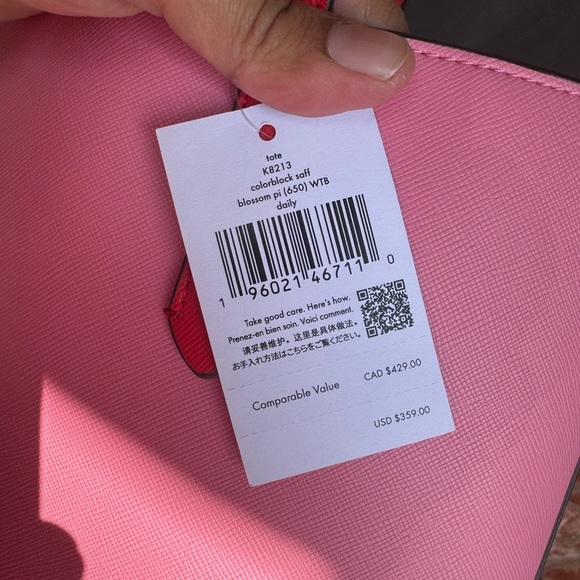 tote
K8213
colorblock saff
blossom pi (650) WTB
daily
1 96021 46711 0
Take good care. Here's how.
Prenez-en bien soin. Voici comment.
请妥善维护。这里是具体做法。
お手入れ方法はこちらをご覧ください。
Comparable Value
CAD $429.00
USD $359.00